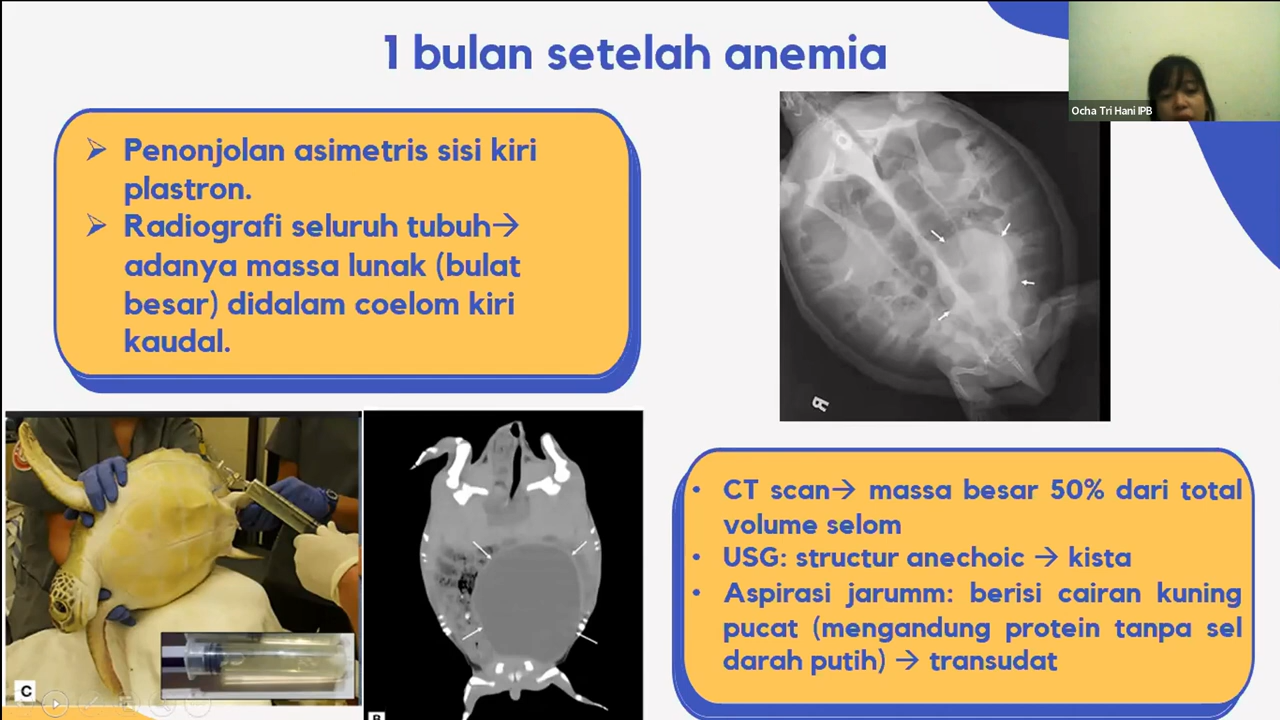 1 bulan setelah anemia
Ocha Tri Hani IPB
➢ Penonjolan asimetris sisi kiri
plastron.
➢ Radiografi seluruh tubuh→
adanya massa lunak (bulat
besar) didalam coelom kiri
kaudal.
R
• CT scan→ massa besar 50% dari total
volume selom
• USG: structur anechoic → kista
• Aspirasi jarumm: berisi cairan kuning
pucat (mengandung protein tanpa sel
darah putih) → transudat
C
B